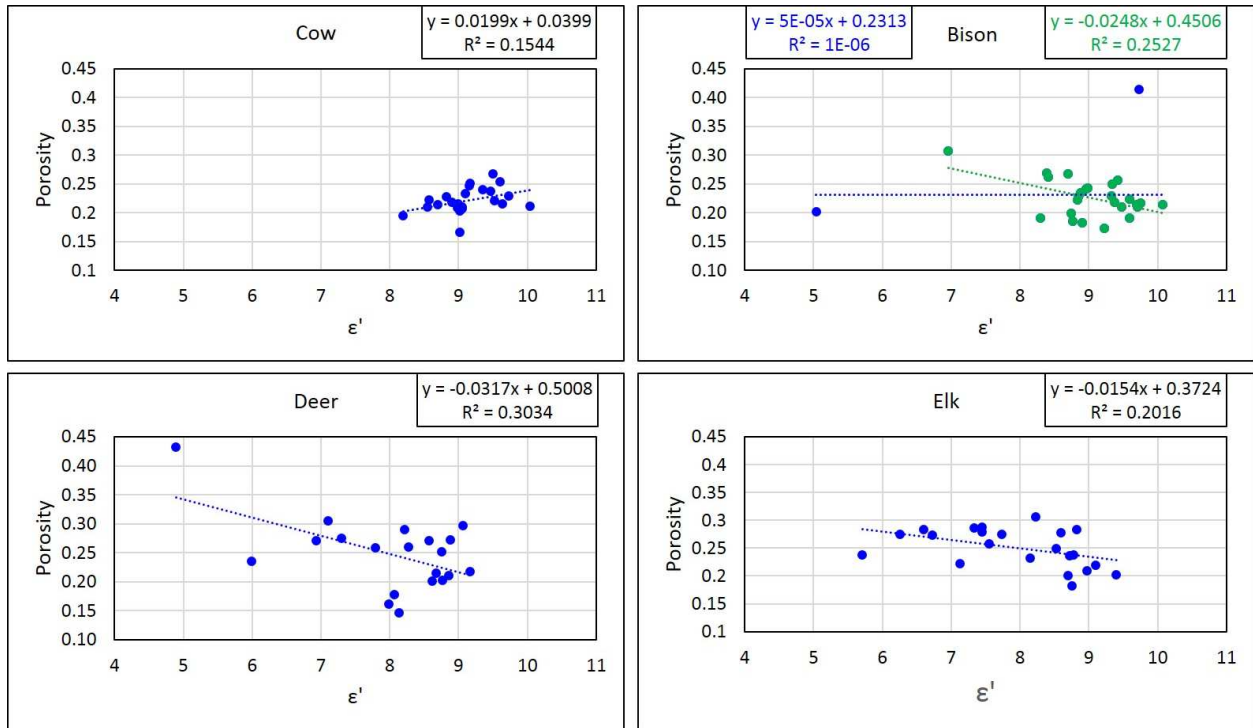 Cow
y = 0.0199x + 0.0399
R² = 0.1544
0.45
0.40
0.35
0.30
0.25
0.20
0.15
0.1
Porosity
4 5 6 7 8 9 10 11
ε'
y = 5E-05x + 0.2313
R² = 1E-06
Bison
y = -0.0248x + 0.4506
R² = 0.2527
0.45
0.40
0.35
0.3
0.25
0.20
0.15
0.10
Porosity
4 5 6 7 8 9 10 11
ε'
Deer
y = -0.0317x + 0.5008
R² = 0.3034
0.45
0.40
0.35
0.30
0.25
0.20
0.15
0.10
Porosity
4 5 6 7 8 9 10 11
ε'
Elk
y = -0.0154x + 0.3724
R² = 0.2016
0.45
0.4
0.35
0.3
0.25
0.2
0.15
0.1
Porosity
4 5 6 7 8 9 10 11
ε'